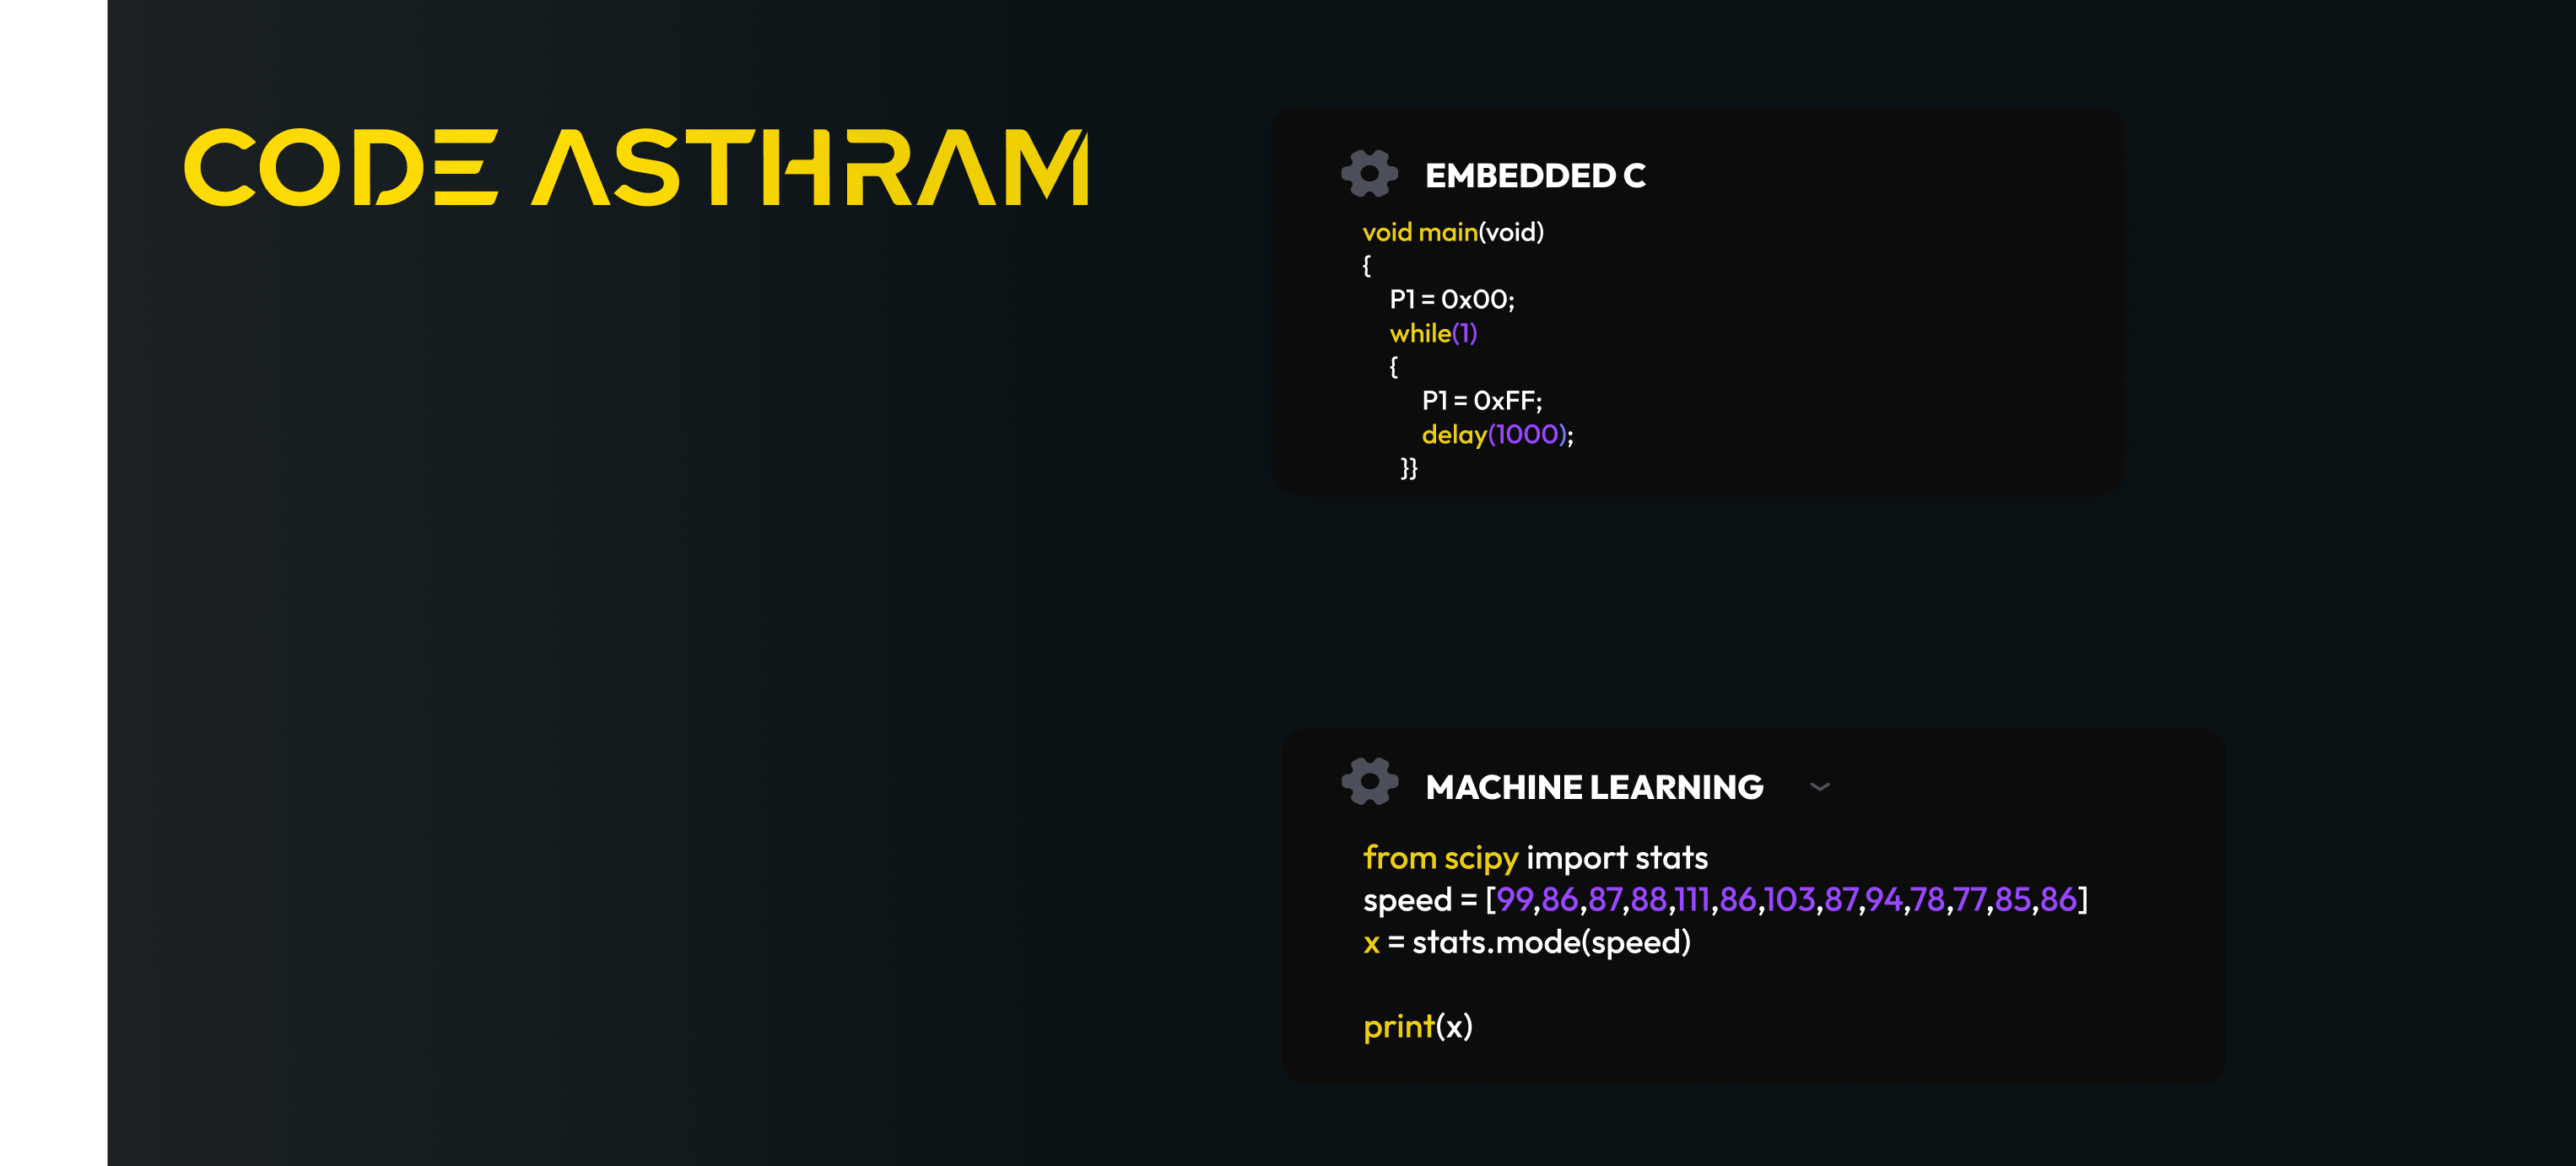 CODE ASTHRAM
EMBEDDED C
void main(void)
{
P1 = 0x00;
while(1)
{
P1 = 0xFF;
delay(1000);
}}
MACHINE LEARNING
from scipy import stats
speed = [99,86,87,88,111,86,103,87,94,78,77,85,86]
x = stats.mode(speed)
print(x)